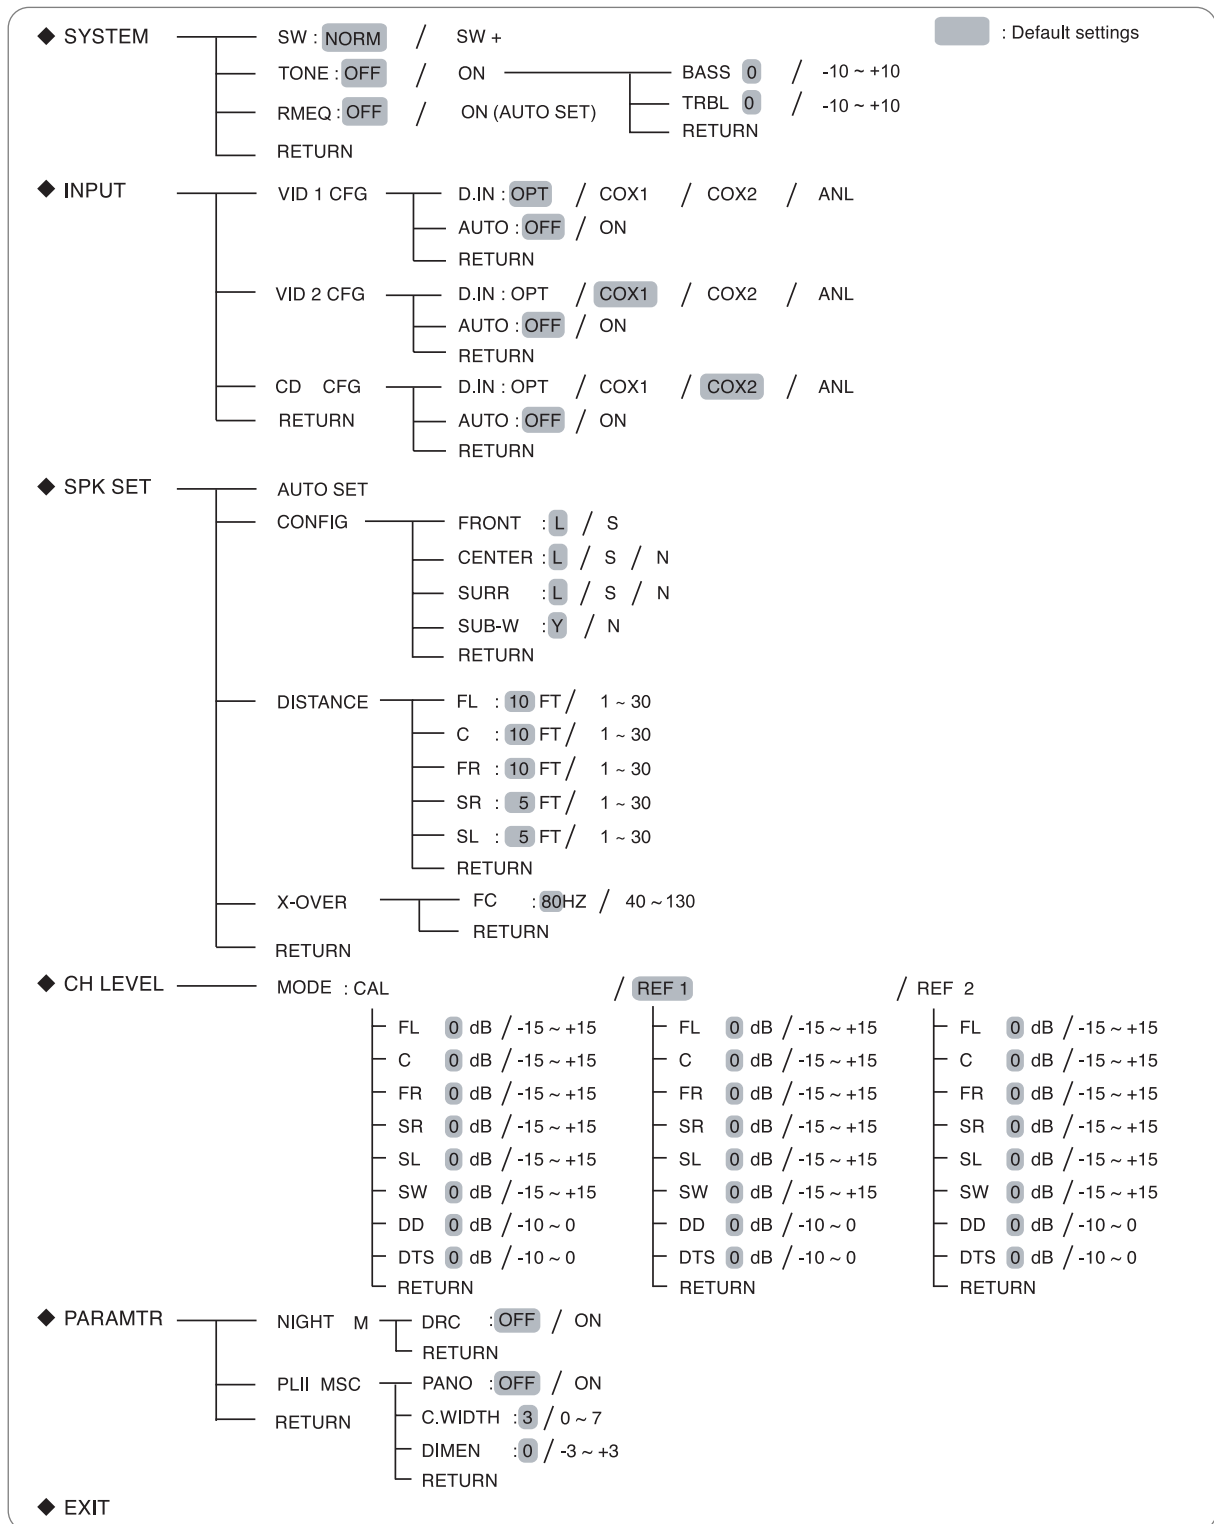 ◆ SYSTEM SW : NORM / SW + : Default settings
TONE : OFF / ON BASS 0 / -10 ~ +10
TRBL 0 / -10 ~ +10
RMEQ : OFF / ON (AUTO SET)
RETURN
RETURN
◆ INPUT VID 1 CFG D.IN : OPT / COX1 / COX2 / ANL
AUTO : OFF / ON
RETURN
VID 2 CFG D.IN : OPT / COX1 / COX2 / ANL
AUTO : OFF / ON
RETURN
CD CFG D.IN : OPT / COX1 / COX2 / ANL
RETURN AUTO : OFF / ON
RETURN
◆ SPK SET AUTO SET
CONFIG FRONT : L / S
CENTER : L / S / N
SURR : L / S / N
SUB-W : Y / N
RETURN
DISTANCE FL : 10 FT / 1 ~ 30
C : 10 FT / 1 ~ 30
FR : 10 FT / 1 ~ 30
SR : 5 FT / 1 ~ 30
SL : 5 FT / 1 ~ 30
RETURN
X-OVER FC : 80HZ / 40 ~ 130
RETURN
RETURN
◆ CH LEVEL MODE : CAL / REF 1 / REF 2
FL 0 dB / -15 ~ +15 FL 0 dB / -15 ~ +15 FL 0 dB / -15 ~ +15
C 0 dB / -15 ~ +15 C 0 dB / -15 ~ +15 C 0 dB / -15 ~ +15
FR 0 dB / -15 ~ +15 FR 0 dB / -15 ~ +15 FR 0 dB / -15 ~ +15
SR 0 dB / -15 ~ +15 SR 0 dB / -15 ~ +15 SR 0 dB / -15 ~ +15
SL 0 dB / -15 ~ +15 SL 0 dB / -15 ~ +15 SL 0 dB / -15 ~ +15
SW 0 dB / -15 ~ +15 SW 0 dB / -15 ~ +15 SW 0 dB / -15 ~ +15
DD 0 dB / -10 ~ 0 DD 0 dB / -10 ~ 0 DD 0 dB / -10 ~ 0
DTS 0 dB / -10 ~ 0 DTS 0 dB / -10 ~ 0 DTS 0 dB / -10 ~ 0
RETURN RETURN RETURN
◆ PARAMTR NIGHT M DRC : OFF / ON
RETURN
PLII MSC PANO : OFF / ON
RETURN C.WIDTH : 3 / 0 ~ 7
DIMEN : 0 / -3 ~ +3
RETURN
◆ EXIT